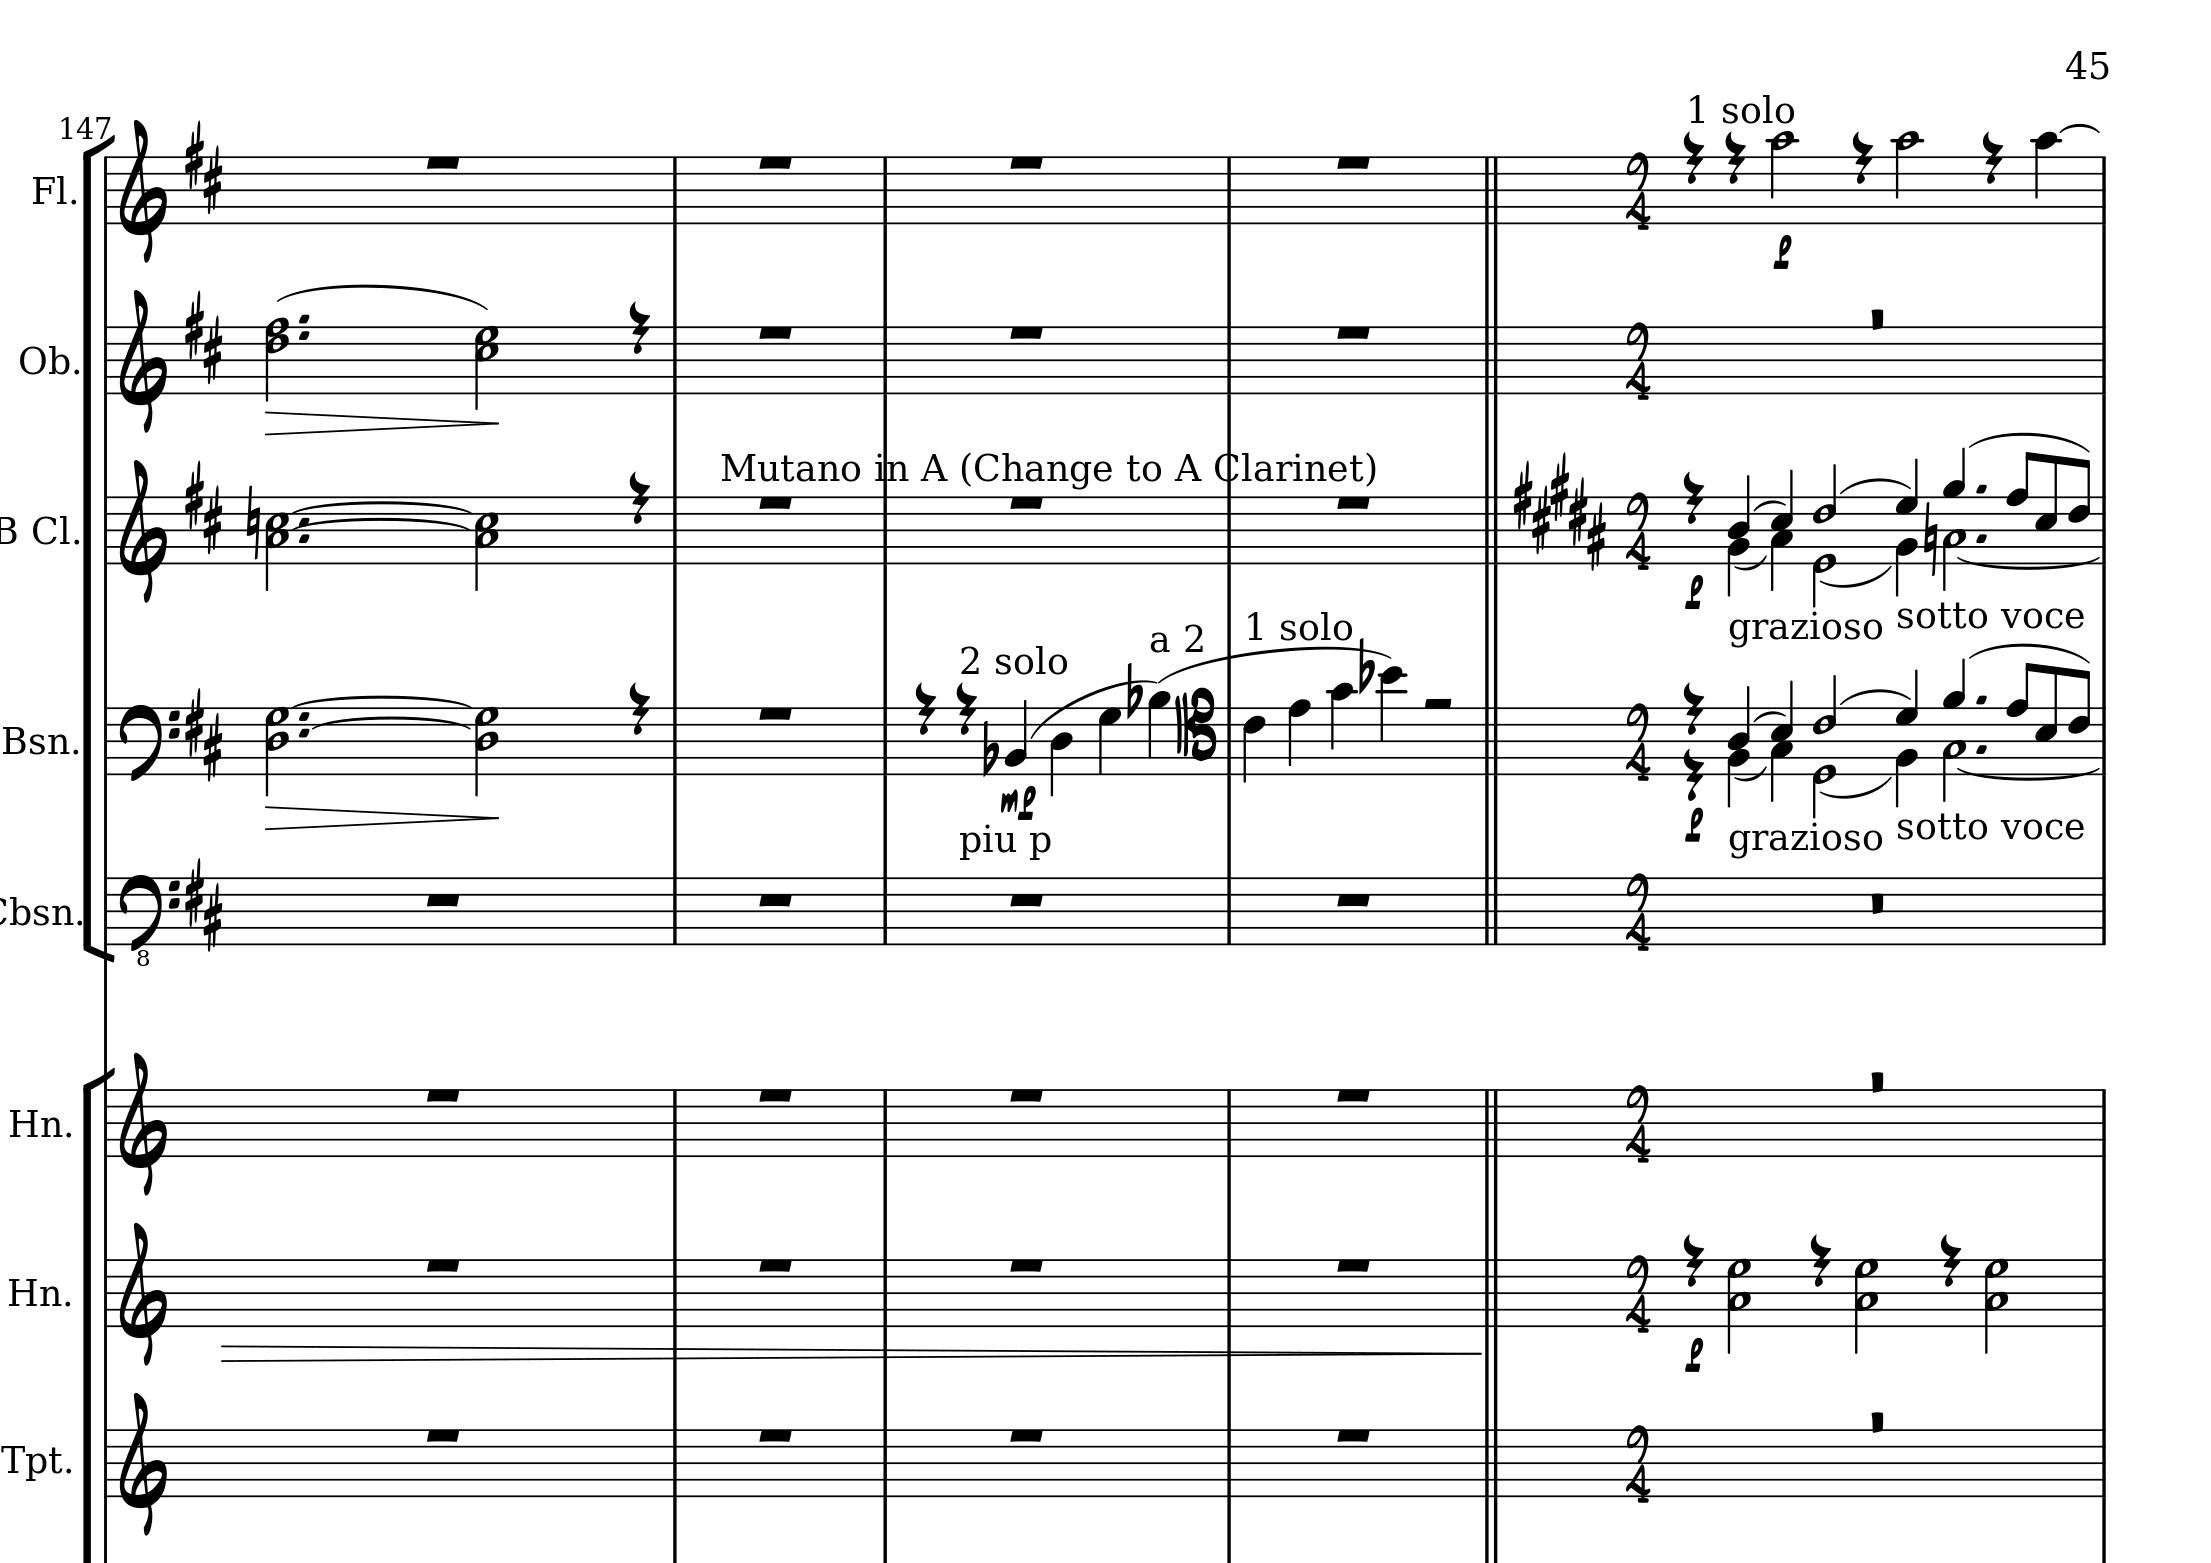 45
1 solo
147
Fl.
p
Ob.
Mutano in A (Change to A Clarinet)
B Cl.
p
grazioso sotto voce
1 solo
a 2
2 solo
Bsn.
mp
p
piu p
grazioso sotto voce
Cbsn.
8
Hn.
Hn.
p
Tpt.